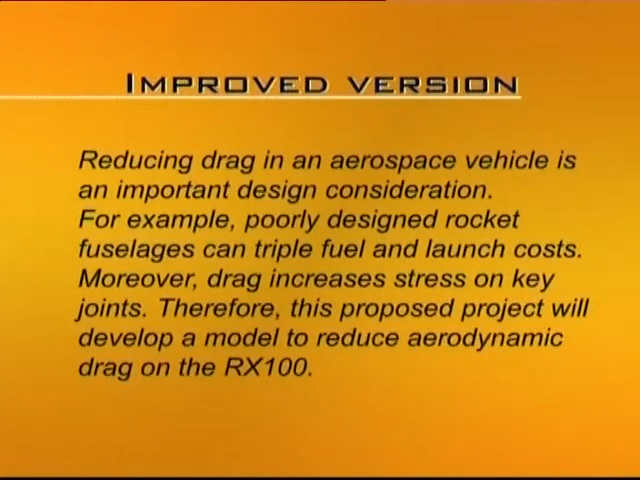 IMPROVED VERSION
Reducing drag in an aerospace vehicle is
an important design consideration.
For example, poorly designed rocket
fuselages can triple fuel and launch costs.
Moreover, drag increases stress on key
joints. Therefore, this proposed project will
develop a model to reduce aerodynamic
drag on the RX100.